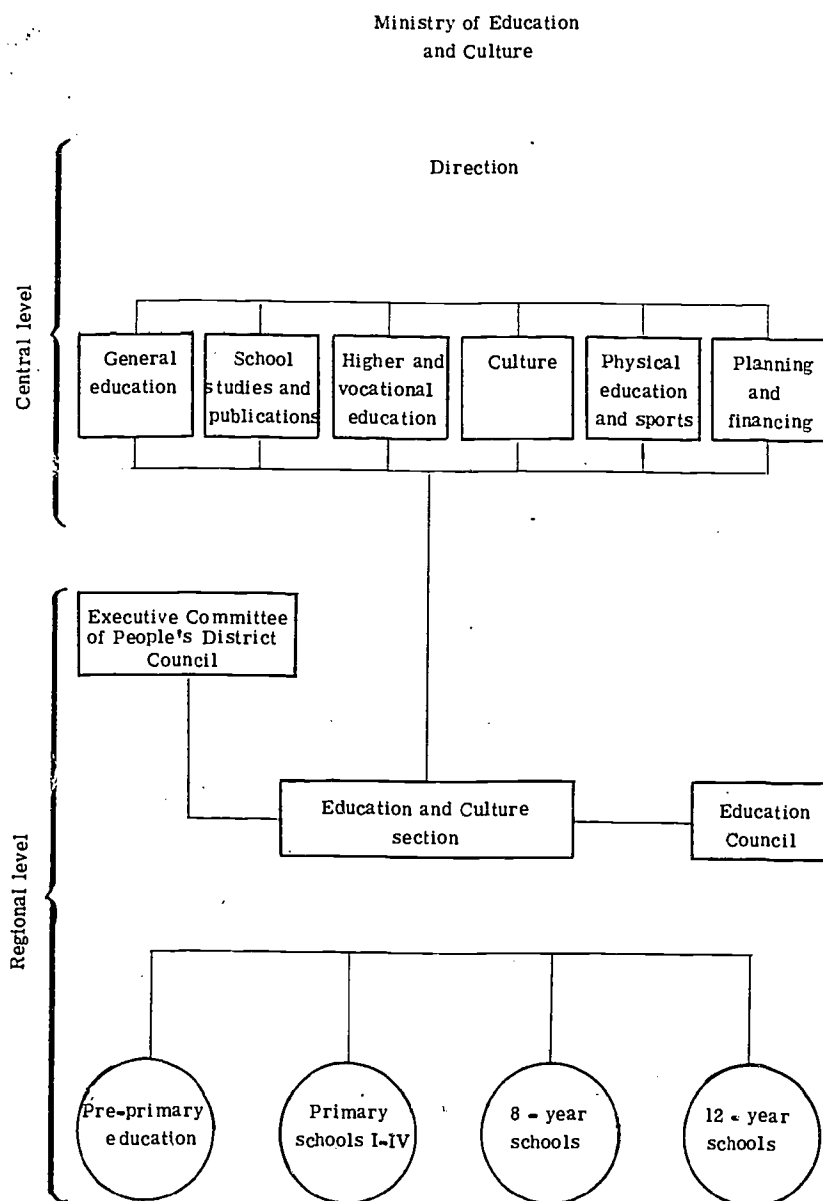 Ministry of Education
and Culture
Central level
Direction
General
education
School
studies and
publications
Higher and
vocational
education
Culture
Physical
education
and sports
Planning
and
financing
Regional level
Executive Committee
of People's District
Council
Education and Culture
section
Education
Council
Pre-primary
education
Primary
schools I-IV
8 - year
schools
12 - year
schools